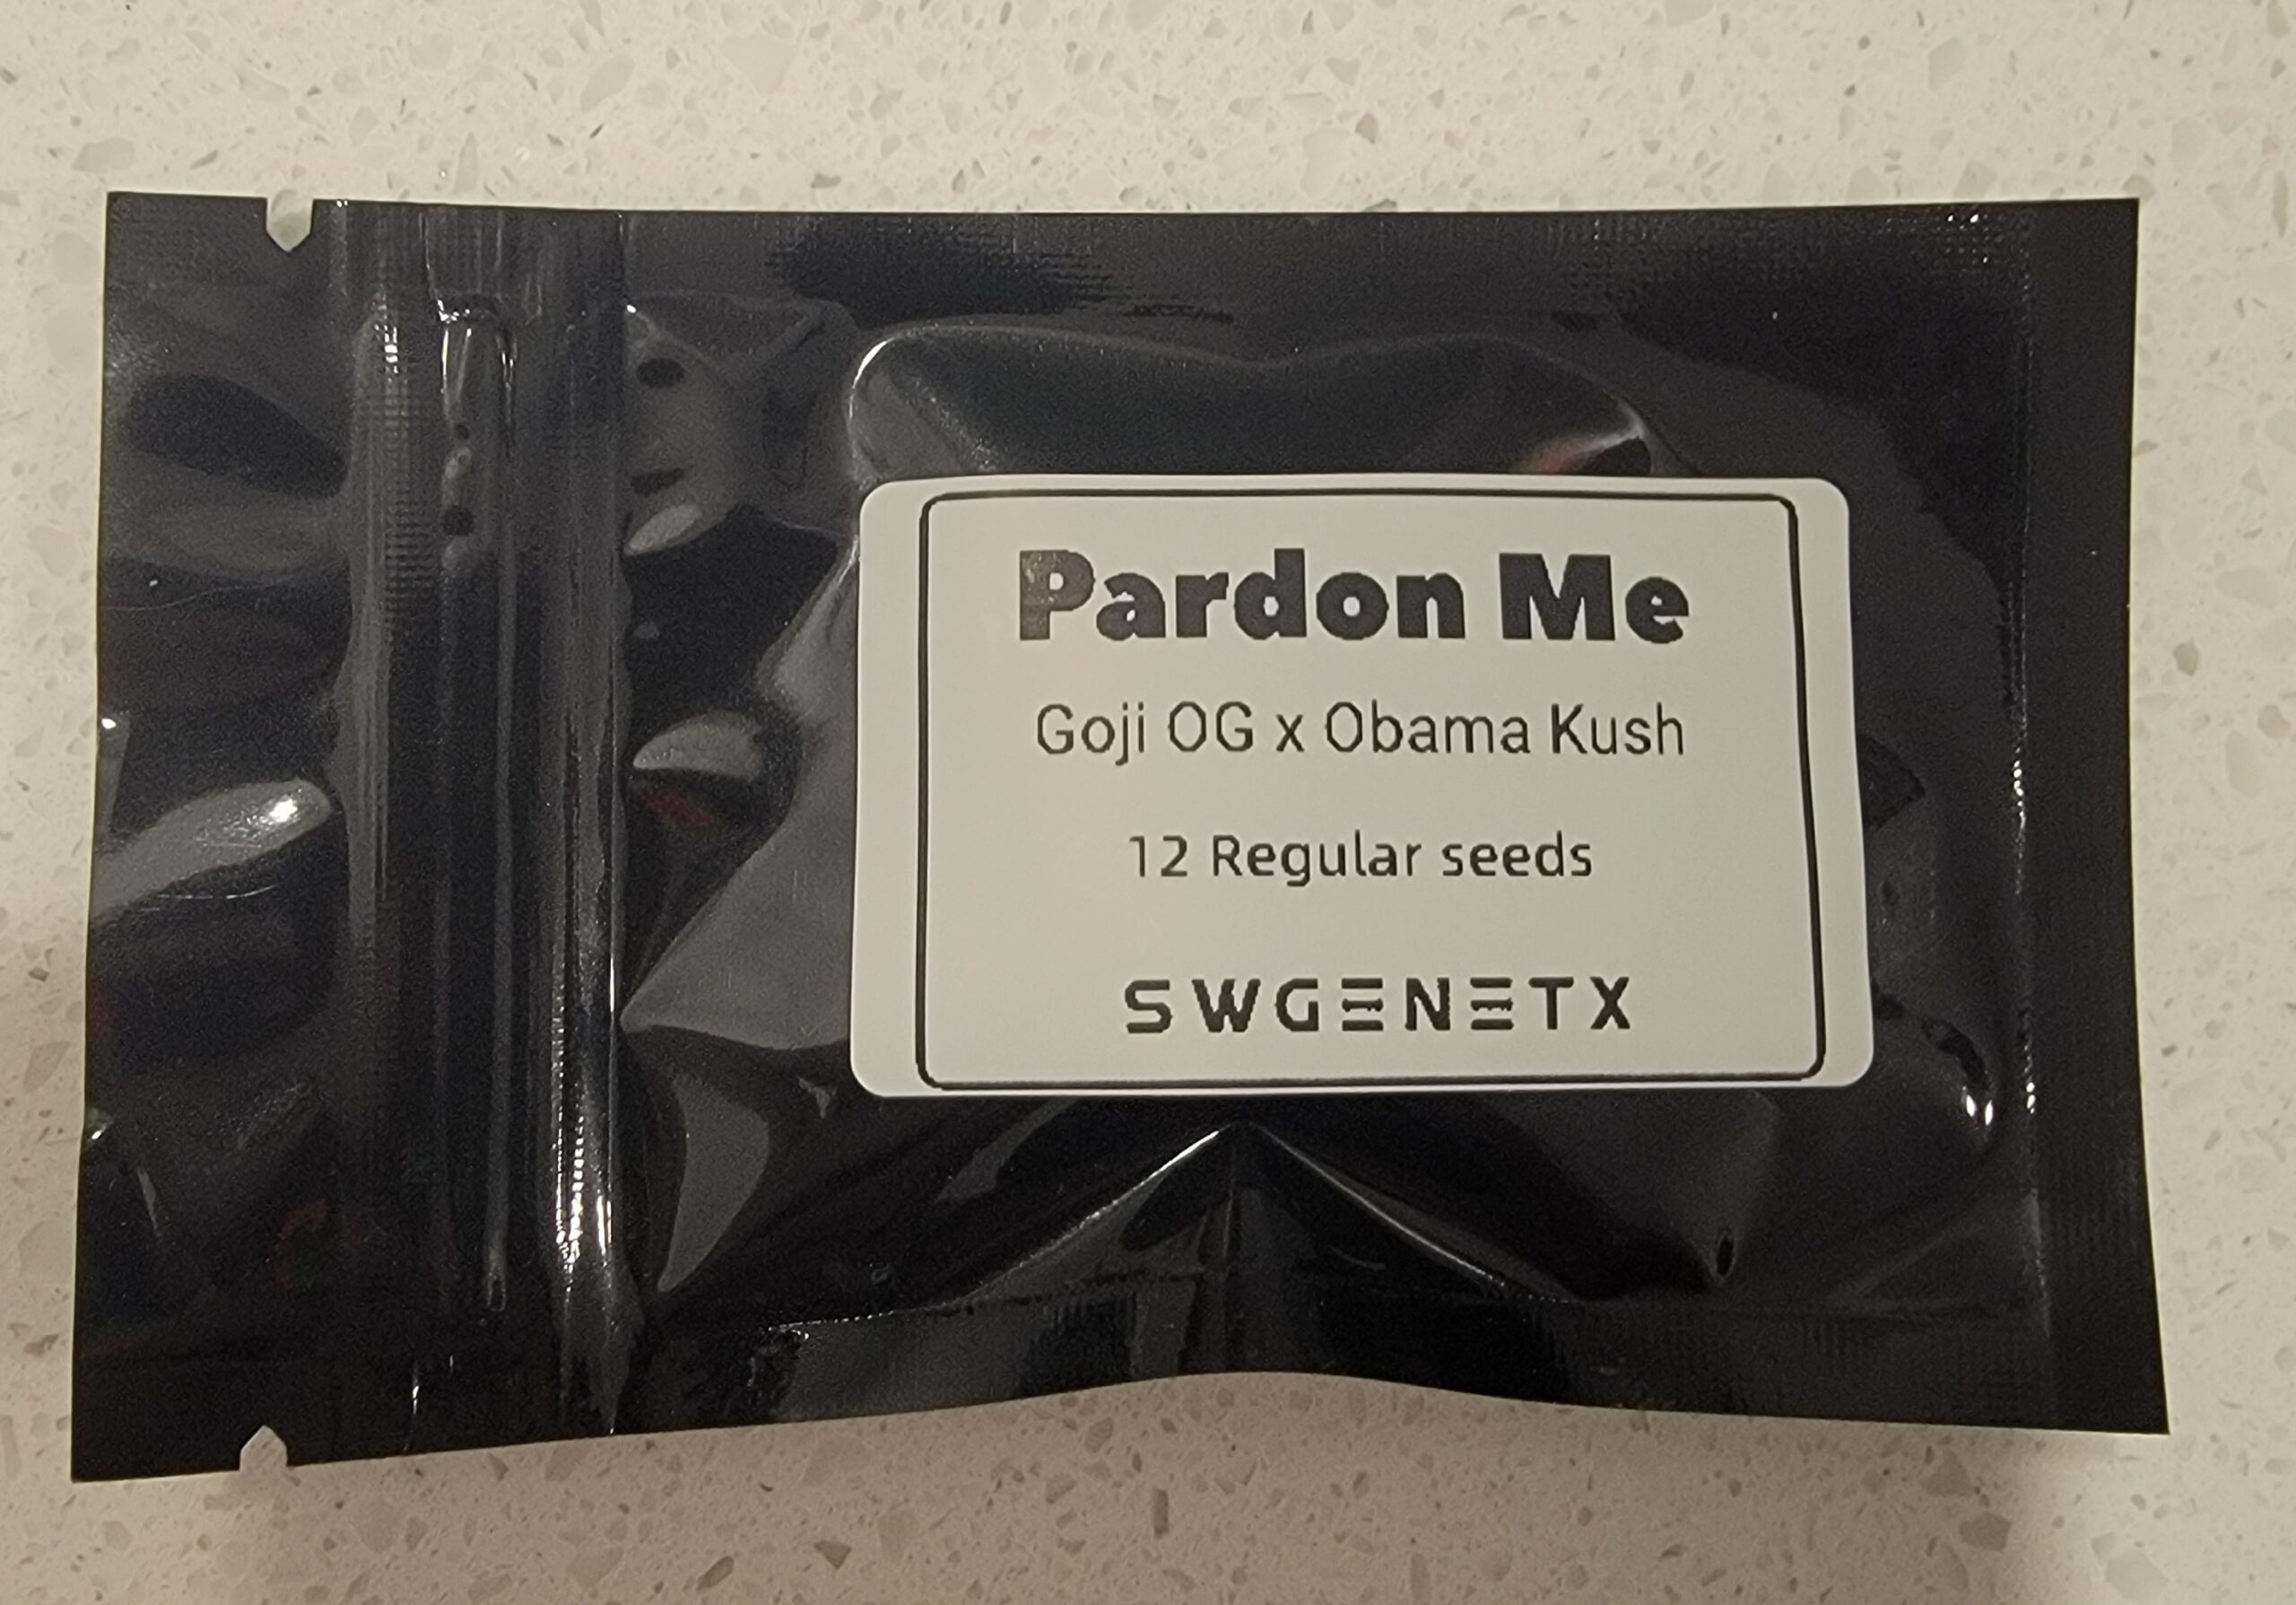 Pardon Me
Goji OG x Obama Kush
12 Regular seeds
SWGENETX